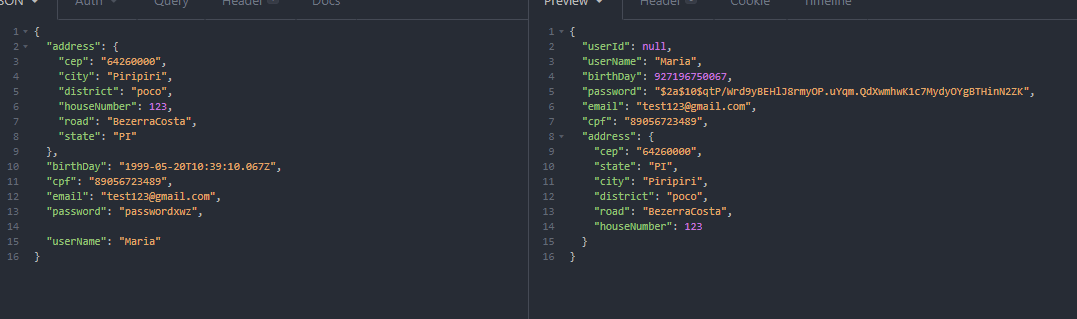 JSON Auth Query Header Docs
1 {
2 "address": {
3 "cep": "64260000",
4 "city": "Piripiri",
5 "district": "poco",
6 "houseNumber": 123,
7 "road": "BezerraCosta",
8 "state": "PI"
9 },
10 "birthDay": "1999-05-20T10:39:10.067Z",
11 "cpf": "89056723489",
12 "email": "test123@gmail.com",
13 "password": "passwordxwz",
14
15 "userName": "Maria"
16 }
Preview Header Cookie Timeline
1 {
2 "userId": null,
3 "userName": "Maria",
4 "birthDay": 927196750067,
5 "password": "$2a$10$qtP/Wrd9yBEHlJ8rmyOP.uYqm.QdXwmhwK1c7MydyOYgBTHinN2ZK",
6 "email": "test123@gmail.com",
7 "cpf": "89056723489",
8 "address": {
9 "cep": "64260000",
10 "state": "PI",
11 "city": "Piripiri",
12 "district": "poco",
13 "road": "BezerraCosta",
14 "houseNumber": 123
15 }
16 }